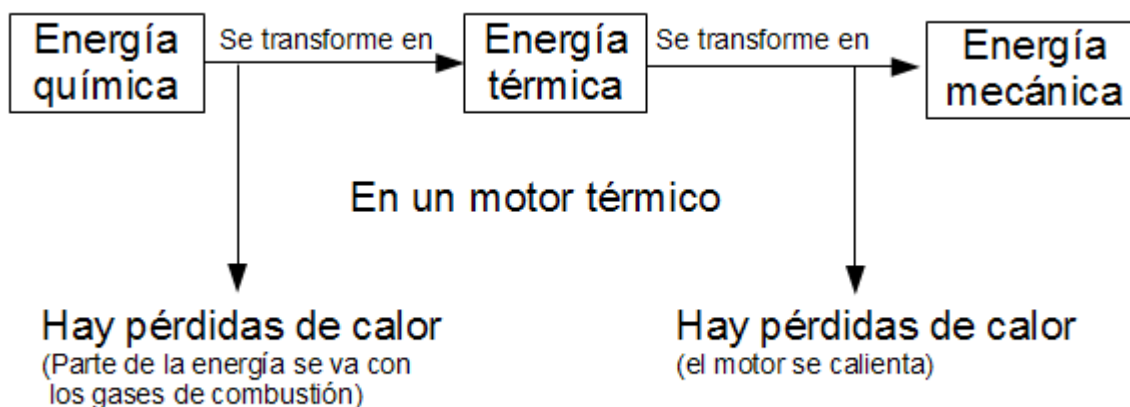 Energía
química
Se transforme en
Energía
térmica
Se transforme en
Energía
mecánica
En un motor térmico
Hay pérdidas de calor
(Parte de la energía se va con
los gases de combustión)
Hay pérdidas de calor
(el motor se calienta)